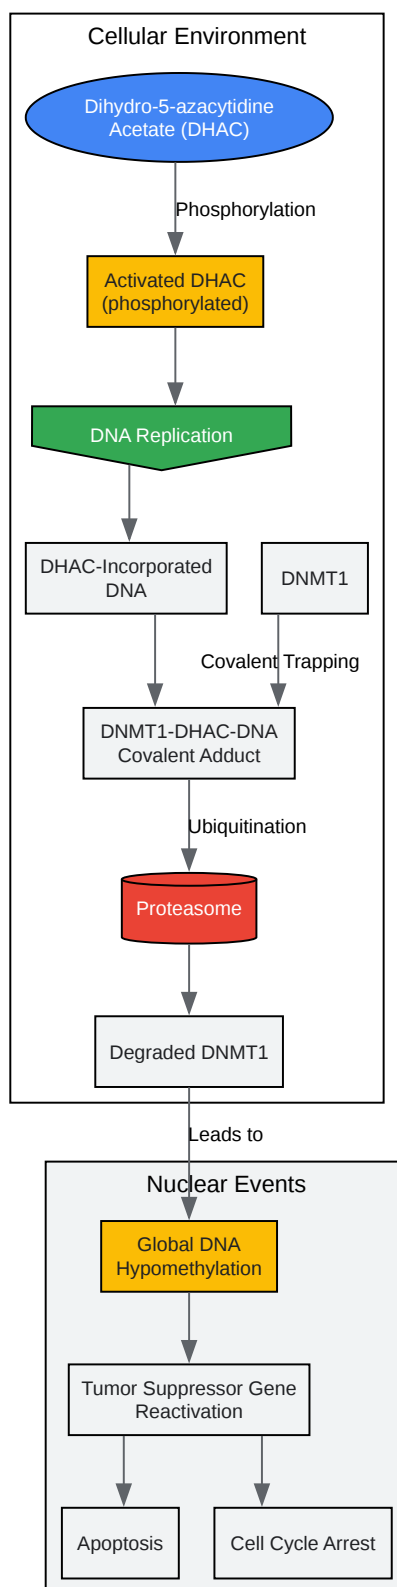 Cellular Environment
Dihydro-5-azacytidine
Acetate (DHAC)
Phosphorylation
Activated DHAC
(phosphorylated)
DNA Replication
DHAC-Incorporated
DNA
DNMT1
Covalent Trapping
DNMT1-DHAC-DNA
Covalent Adduct
Ubiquitination
Proteasome
Degraded DNMT1
Leads to
Nuclear Events
Global DNA
Hypomethylation
Tumor Suppressor Gene
Reactivation
Apoptosis
Cell Cycle Arrest